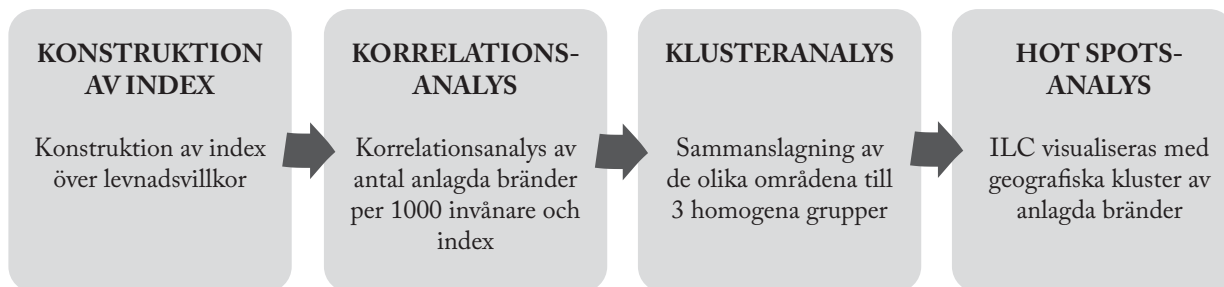 KONSTRUKTION
AV INDEX
Konstruktion av index
över levnadsvillkor
KORRELATIONS-
ANALYS
Korrelationsanalys av
antal anlagda bränder
per 1000 invånare och
index
KLUSTERANALYS
Sammanslagning av
de olika områdena till
3 homogena grupper
HOT SPOTS-
ANALYS
ILC visualiseras med
geografiska kluster av
anlagda bränder